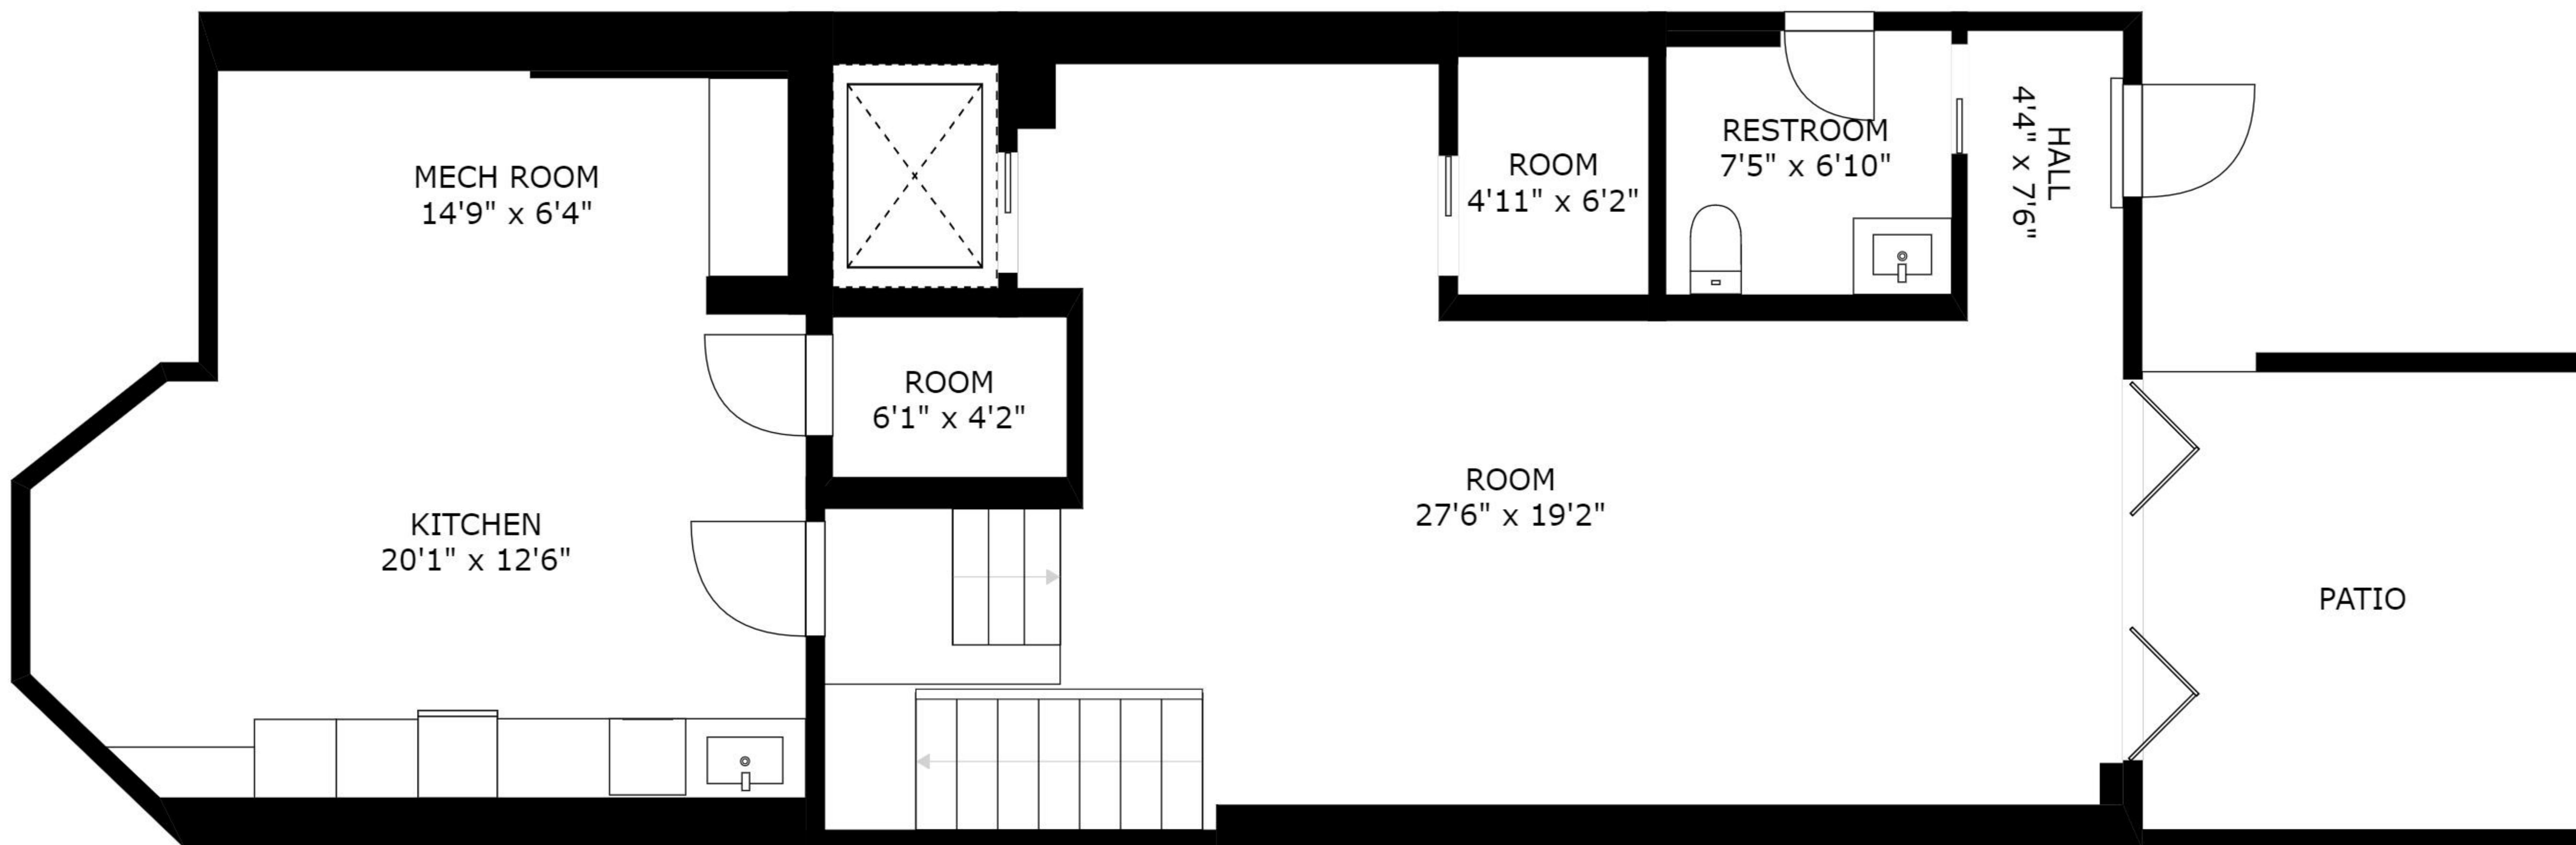 MECH ROOM
14'9" x 6'4"
ROOM
4'11" x 6'2"
RESTROOM
7'5" x 6'10"
HALL
4'4" x 7'6"
ROOM
6'1" x 4'2"
KITCHEN
20'1" x 12'6"
ROOM
27'6" x 19'2"
PATIO